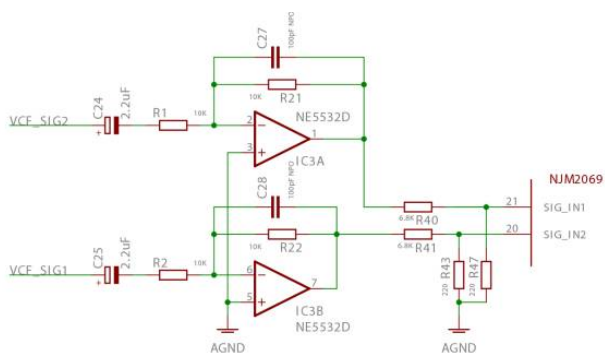 C27
100pF NPO
C24
2.2uF
R1
10K
10K
R21
NE5532D
VCF_SIG2
+
2
−
1
3
+
IC3A
NJM2069
C28
100pF NPO
21
SIG_IN1
6.8K
R40
20
SIG_IN2
6.8K
R41
C25
2.2uF
R2
10K
10K
R22
VCF_SIG1
+
6
−
7
5
+
IC3B
NE5532D
R43
220
R47
220
AGND
AGND